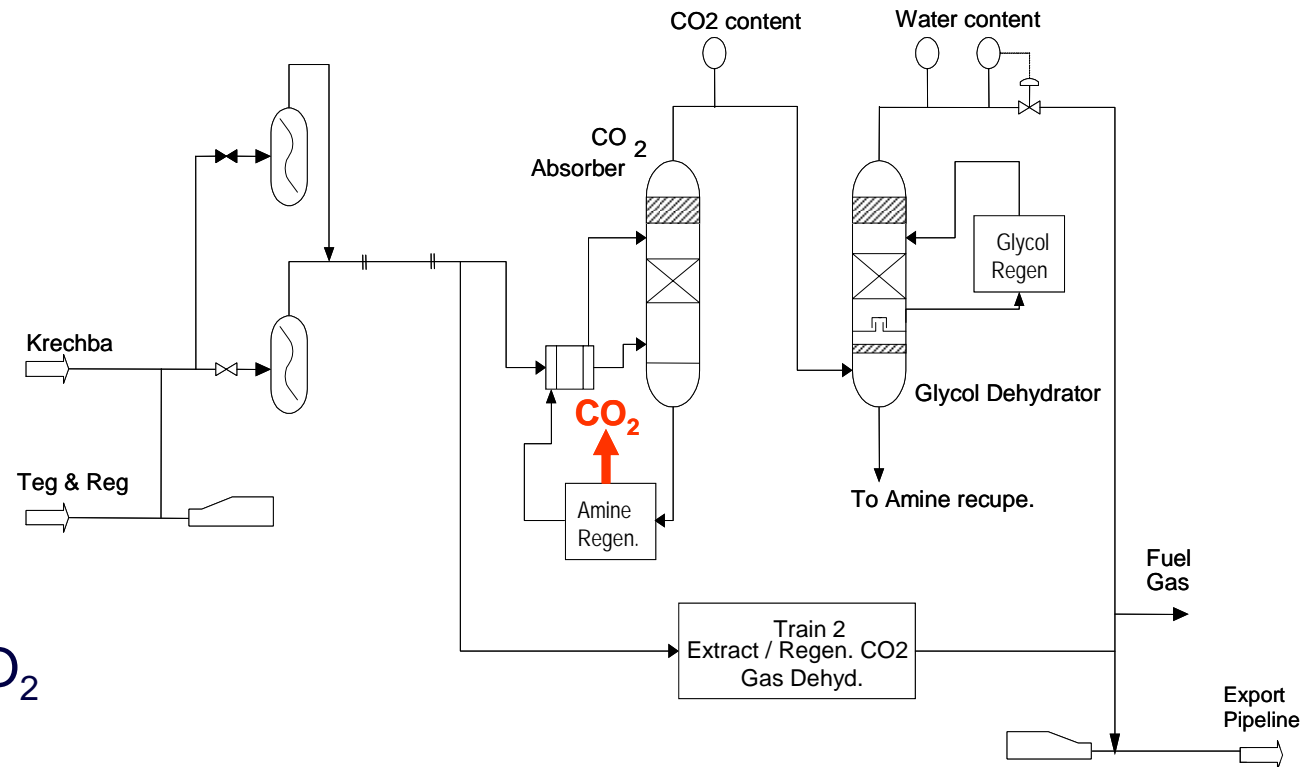 CO2 content
Water content
CO 2
Absorber
Glycol
Regen
Krechba
Glycol Dehydrator
CO₂
Teg & Reg
To Amine recupe.
Amine
Regen.
Fuel
Gas
Train 2
Extract / Regen. CO2
Gas Dehyd.
O₂
Export
Pipeline